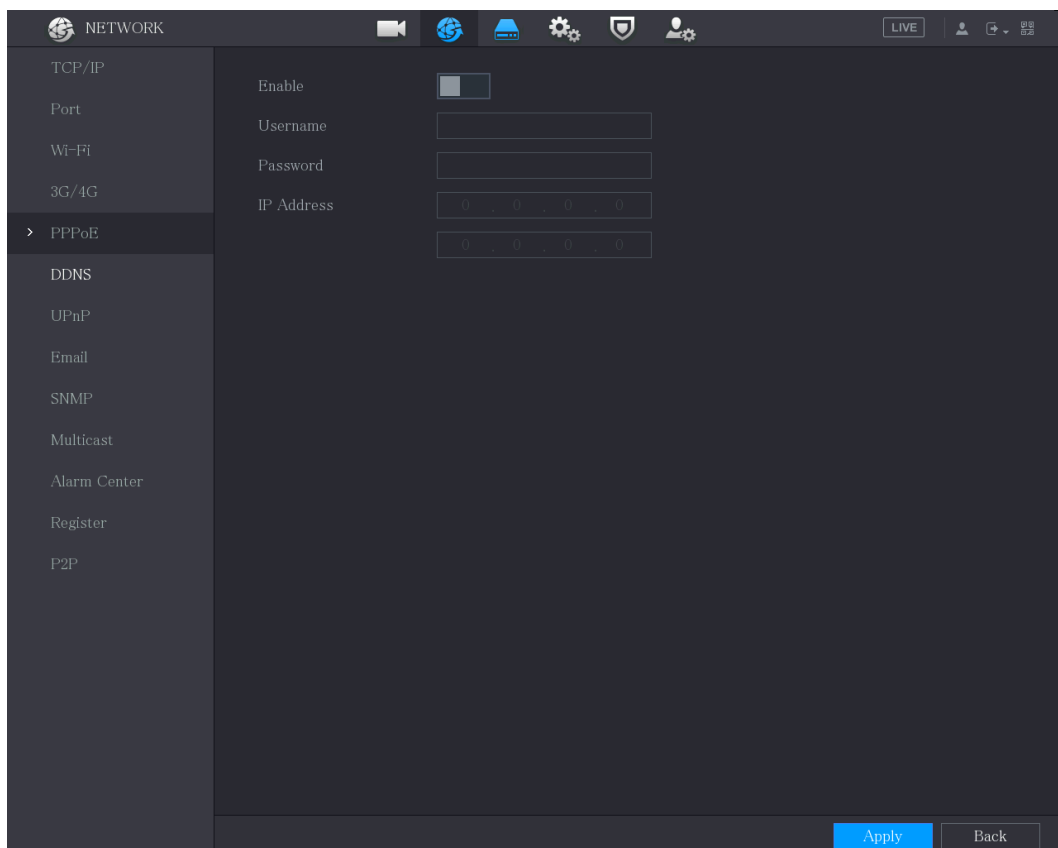 NETWORK
LIVE
TCP/IP
Port
Wi-Fi
3G/4G
PPPoE
DDNS
UPnP
Email
SNMP
Multicast
Alarm Center
Register
P2P
Enable
Username
Password
IP Address
0 . 0 . 0 . 0
0 . 0 . 0 . 0
Apply
Back